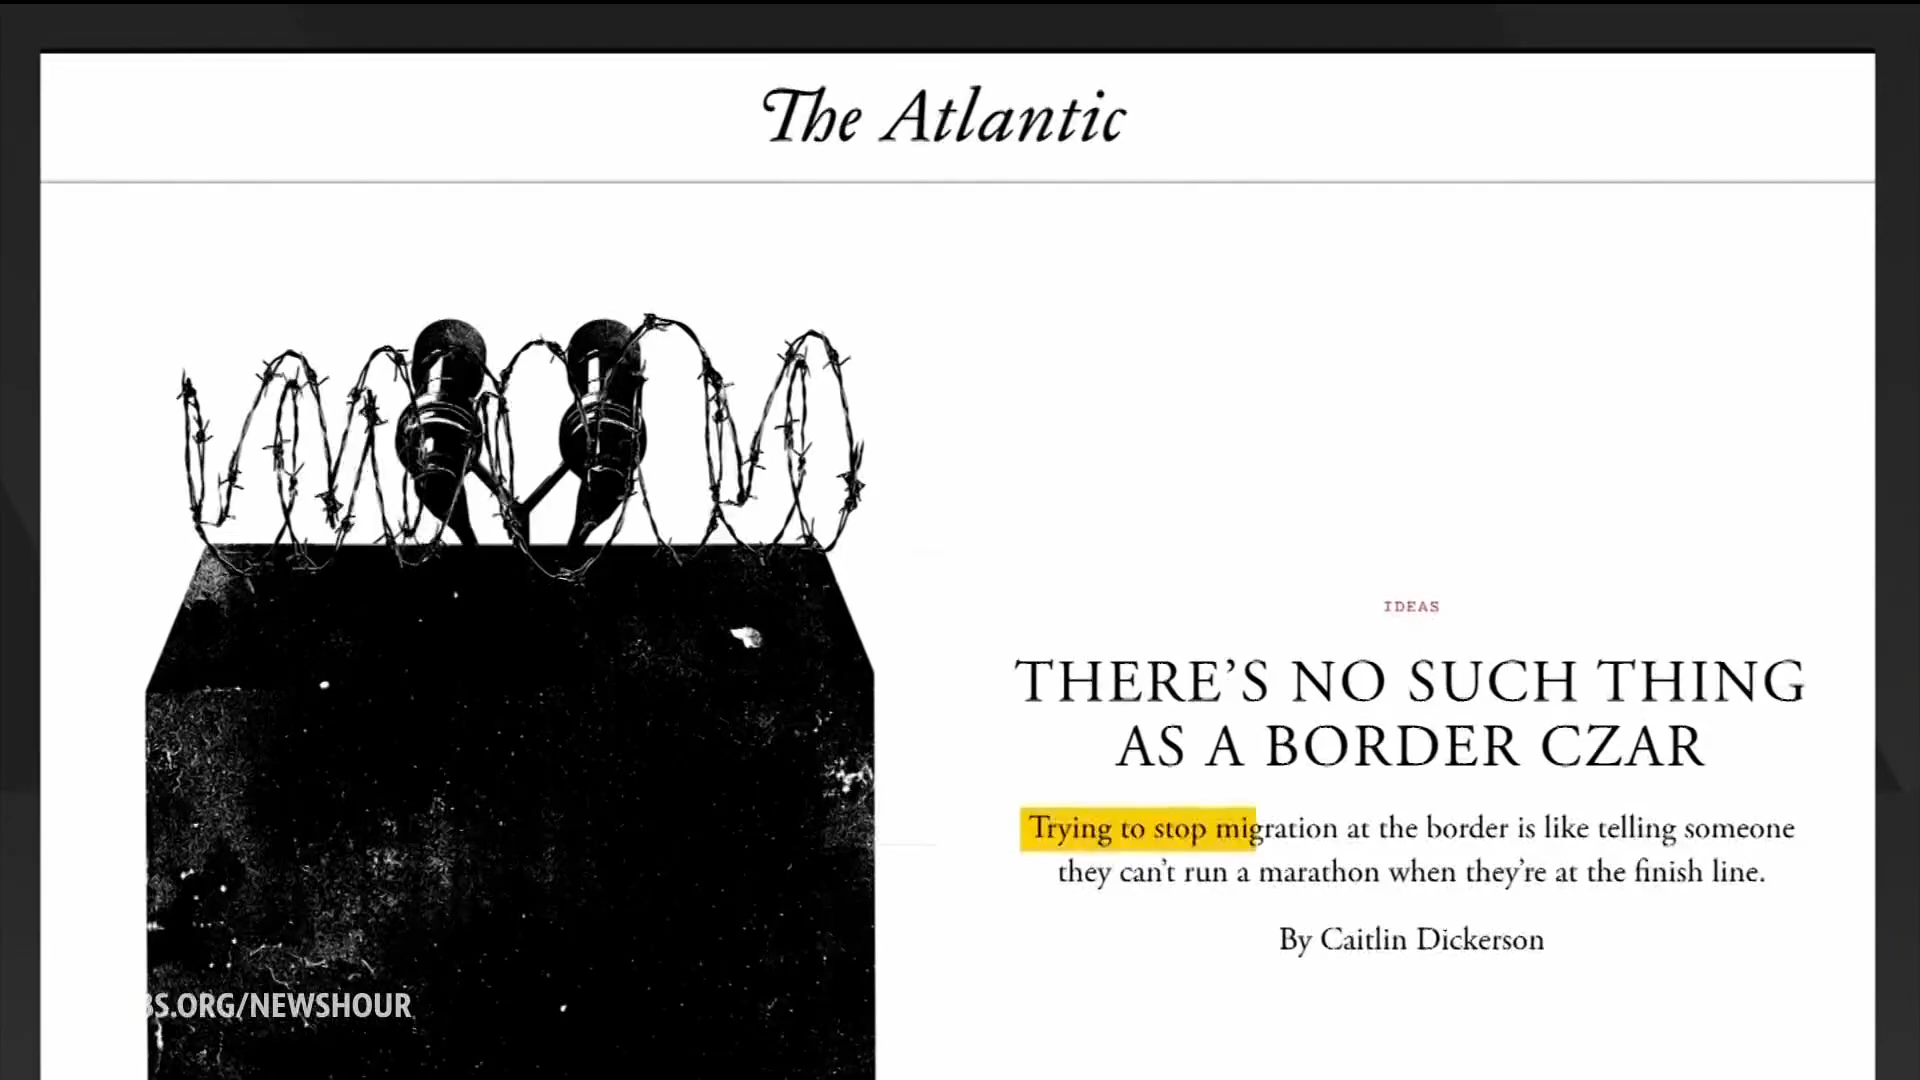 The Atlantic
IDEAS
THERE’S NO SUCH THING
AS A BORDER CZAR
Trying to stop migration at the border is like telling someone
they can’t run a marathon when they’re at the finish line.
By Caitlin Dickerson
BS.ORG/NEWSHOUR